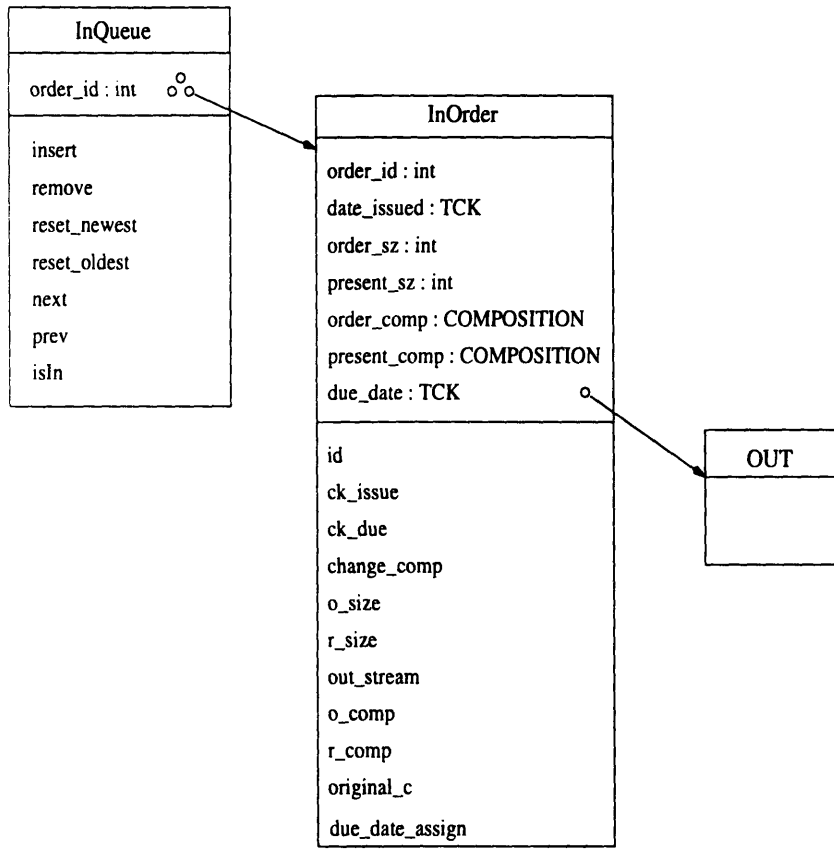 InQueue
order_id : int
insert
remove
reset_newest
reset_oldest
next
prev
isIn
InOrder
order_id : int
date_issued : TCK
order_sz : int
present_sz : int
order_comp : COMPOSITION
present_comp : COMPOSITION
due_date : TCK
id
ck_issue
ck_due
change_comp
o_size
r_size
out_stream
o_comp
r_comp
original_c
due_date_assign
OUT